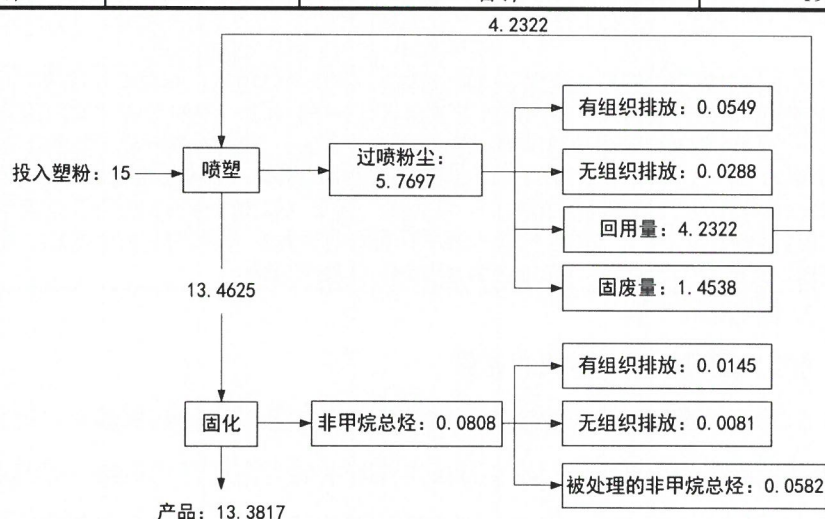 4.2322
有组织排放：0.0549
投入塑粉：15
喷塑
过喷粉尘：
5.7697
无组织排放：0.0288
回用量：4.2322
固废量：1.4538
13.4625
有组织排放：0.0145
固化
非甲烷总烃：0.0808
无组织排放：0.0081
被处理的非甲烷总烃：0.0582
产品：13.3817